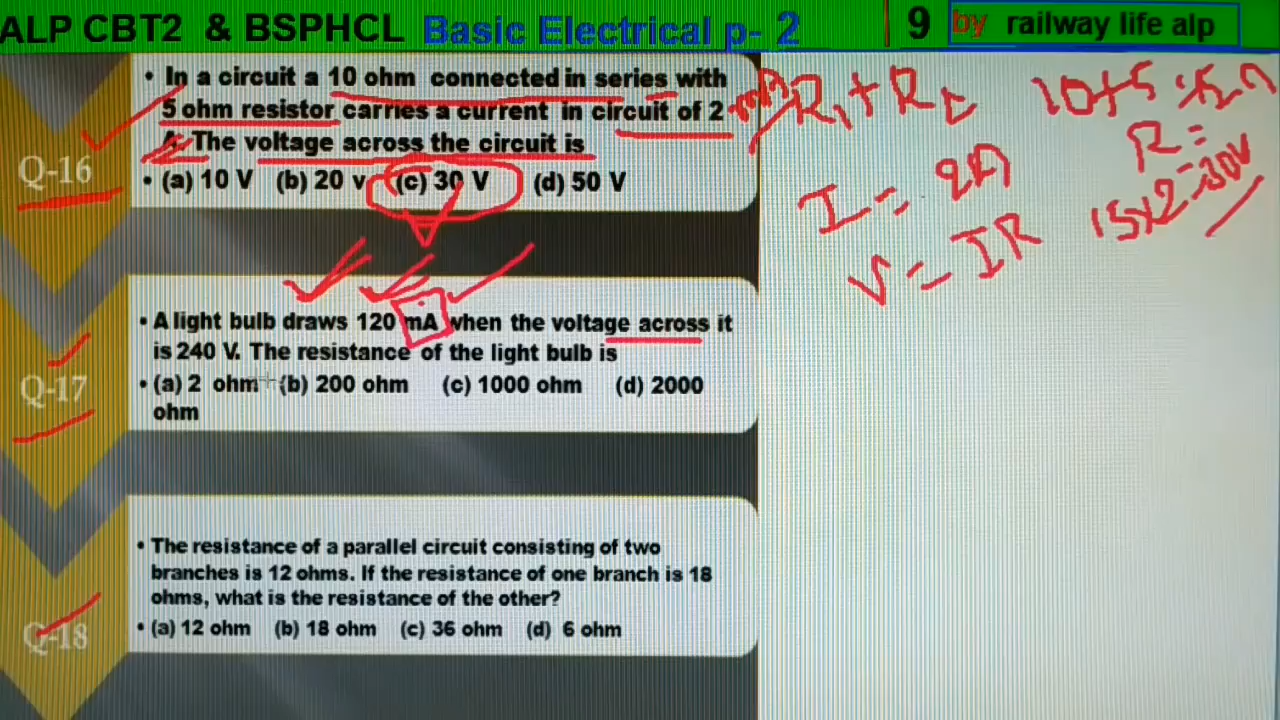 ALP CBT2 & BSPHCL Basic Electrical p- 2 9 by railway life alp
• In a circuit a 10 ohm connected in series with
5 ohm resistor carries a current in circuit of 2
A. The voltage across the circuit is
Q-16
• (a) 10 V (b) 20 v (c) 30 V (d) 50 V
R1+R2
10+5
R=
I = 2A
15x2=30V
V=IR
• A light bulb draws 120 mA when the voltage across it
is 240 V. The resistance of the light bulb is
Q-17
• (a) 2 ohm (b) 200 ohm (c) 1000 ohm (d) 2000
ohm
• The resistance of a parallel circuit consisting of two
branches is 12 ohms. If the resistance of one branch is 18
ohms, what is the resistance of the other?
Q-18
• (a) 12 ohm (b) 18 ohm (c) 36 ohm (d) 6 ohm